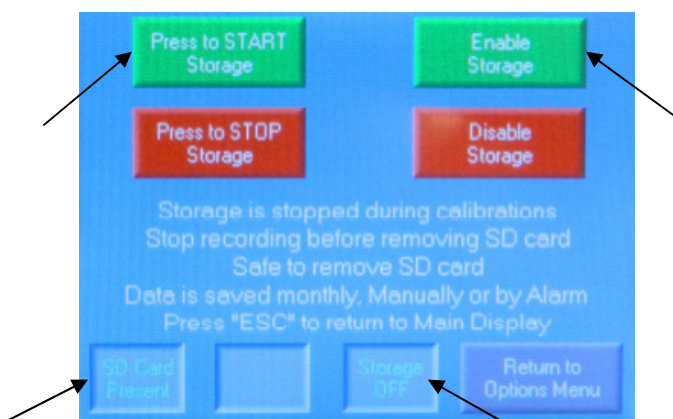 Press to START
Storage
Enable
Storage
Press to STOP
Storage
Disable
Storage
Storage is stopped during calibrations
Stop recording before removing SD card
Safe to remove SD card
Data is saved monthly, Manually or by Alarm
Press "ESC" to return to Main Display
SD Card
Present
Storage
OFF
Return to
Options Menu